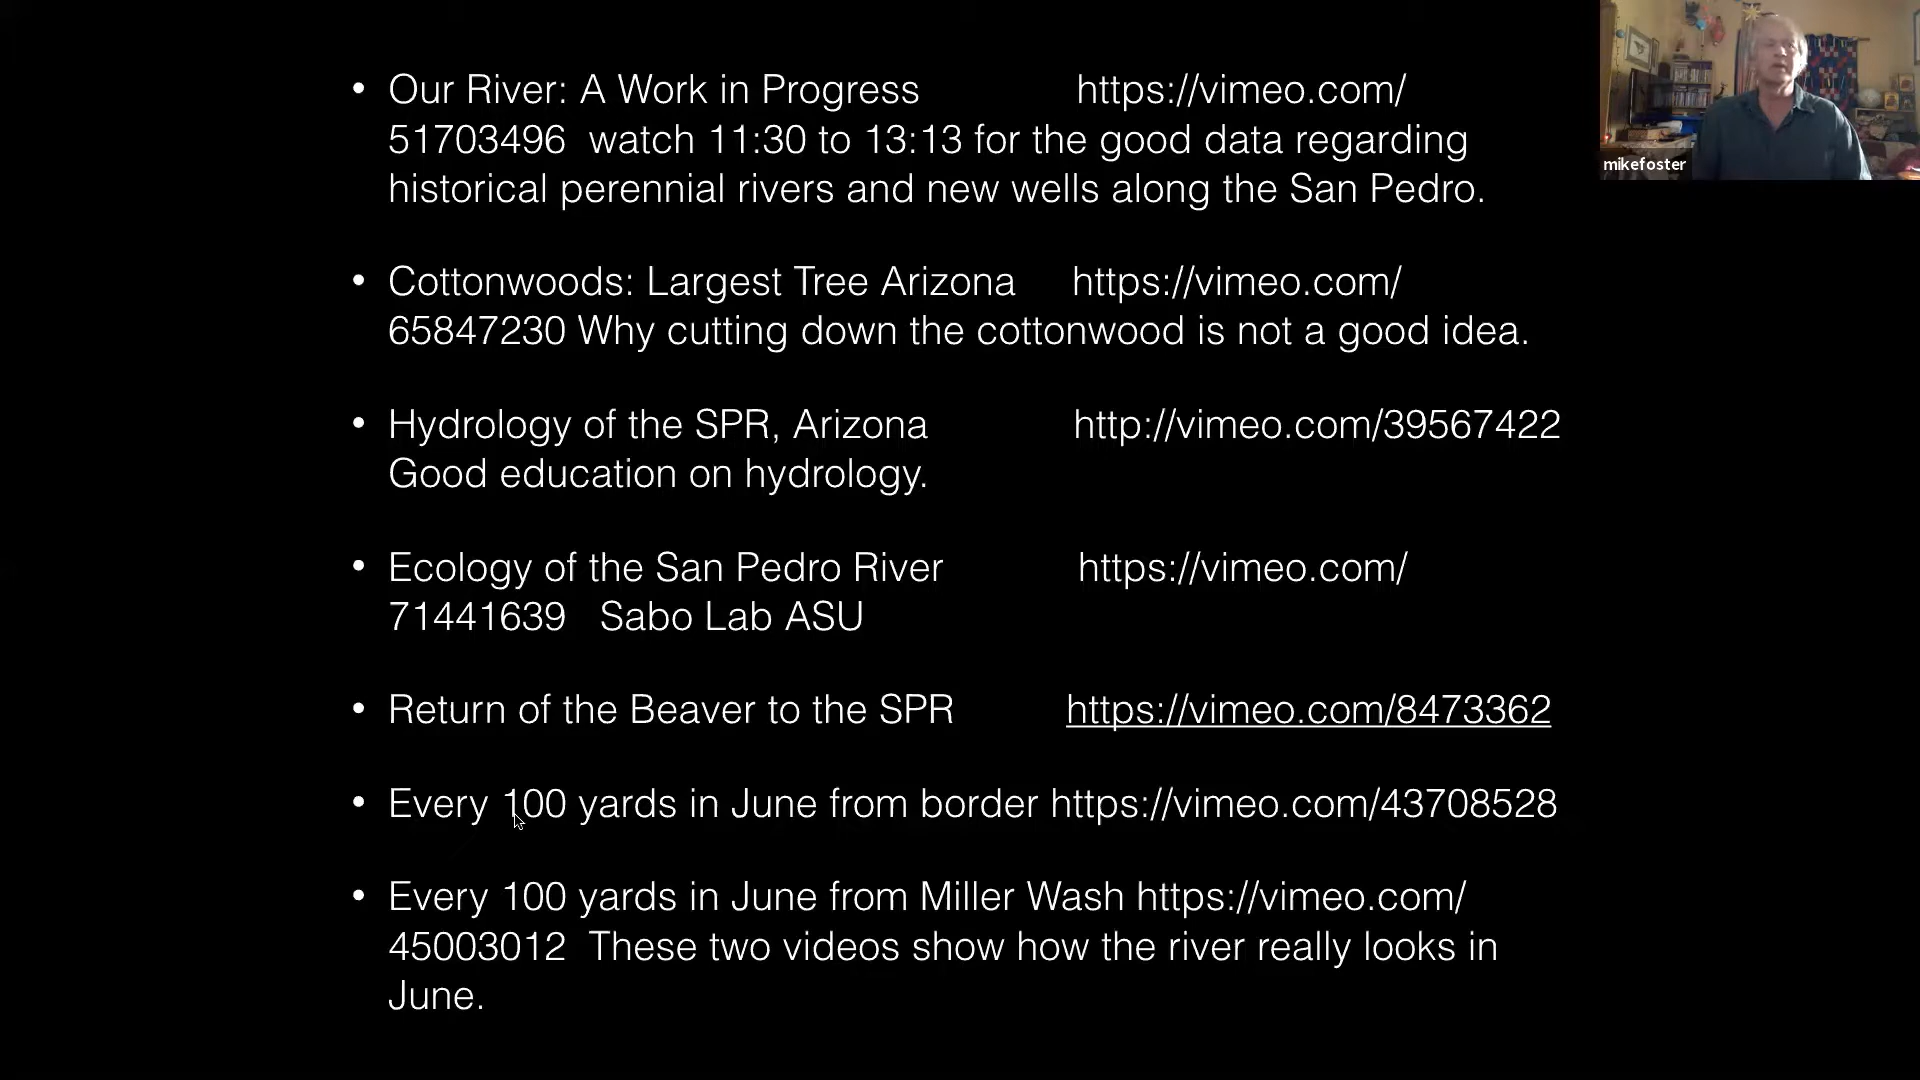 • Our River: A Work in Progress https://vimeo.com/
51703496 watch 11:30 to 13:13 for the good data regarding
historical perennial rivers and new wells along the San Pedro.
• Cottonwoods: Largest Tree Arizona https://vimeo.com/
65847230 Why cutting down the cottonwood is not a good idea.
• Hydrology of the SPR, Arizona http://vimeo.com/39567422
Good education on hydrology.
• Ecology of the San Pedro River https://vimeo.com/
71441639 Sabo Lab ASU
• Return of the Beaver to the SPR https://vimeo.com/8473362
• Every 100 yards in June from border https://vimeo.com/43708528
• Every 100 yards in June from Miller Wash https://vimeo.com/
45003012 These two videos show how the river really looks in
June.
mikefoster